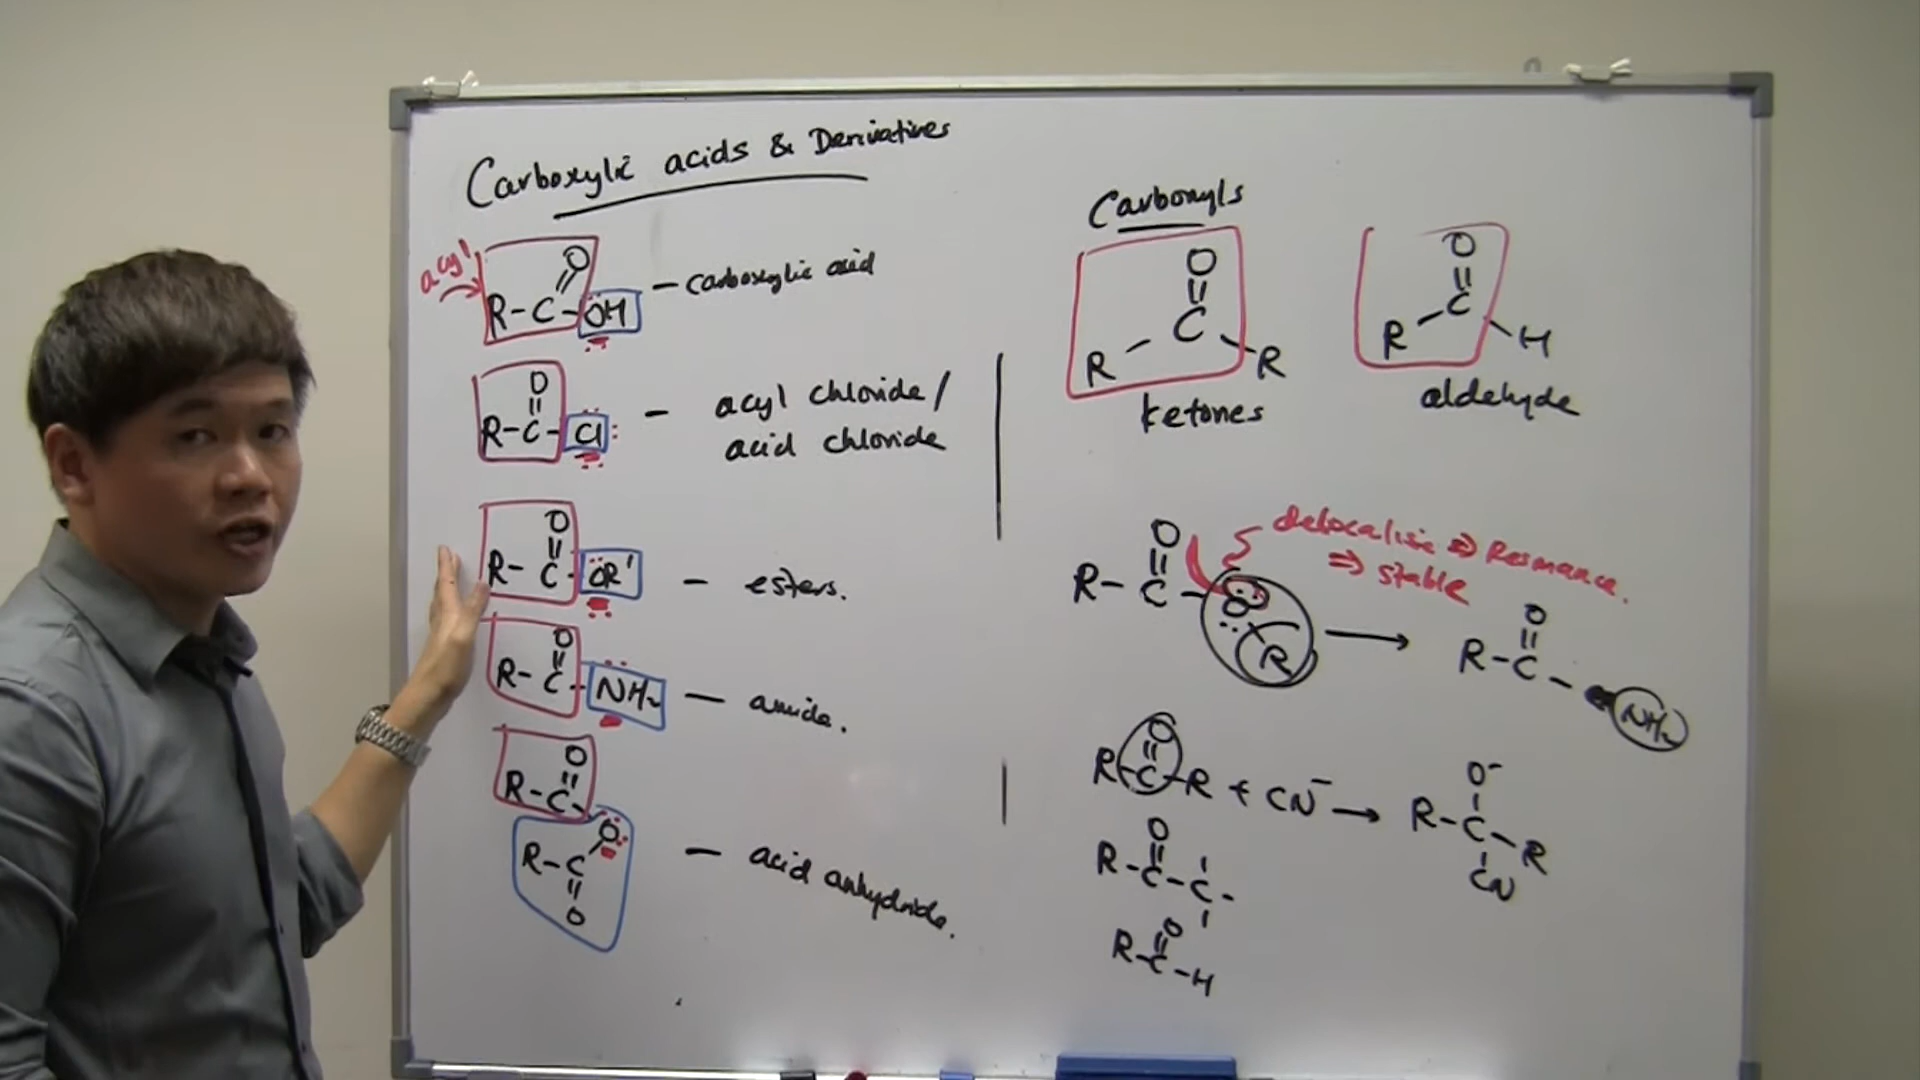 Carboxylic acids & Derivatives
acyl
O
R-C-OH - carboxylic acid
O
R-C-Cl - acyl chloride/
acid chloride
O
R-C-OR' - esters.
O
R-C-NH₂ - amide.
O
R-C-
O
R-C
O
- acid anhydride.
Carbonyls
O
C
R R
ketones
O
C
R H
aldehyde
delocalise ⇒ Resonance.
⇒ stable
O
R-C-O
R
→
O
R-C-NH₂
O
R-C-R + CN⁻ →
O⁻
R-C-R
CN
O
R-C-C-
O
R-C-H